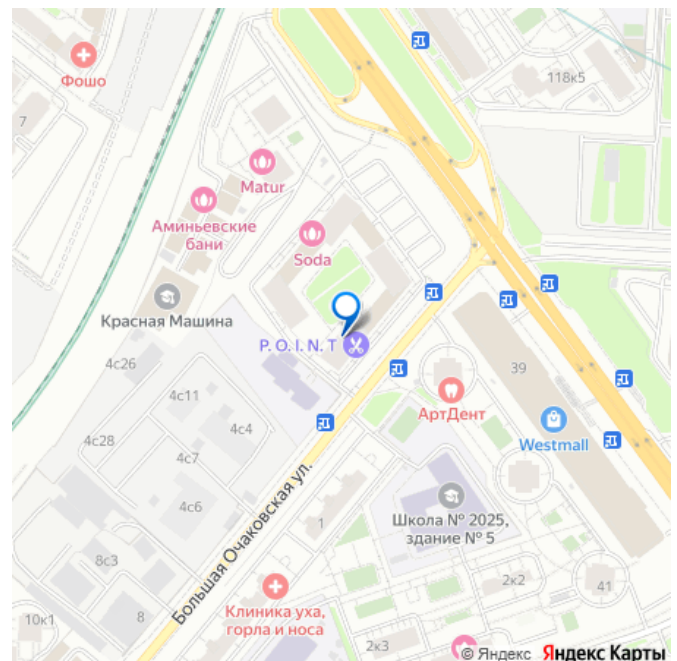 Фошо
118к5
7
Matur
Аминьевские
бани
Soda
Красная Машина
P. O. I. N. T
4с26
39
4с11
АртДент
4с4
Westmall
4с28
4с7
4с6
Большая Очаковская ул.
Школа № 2025,
здание № 5
1
8с3
2к2
41
Клиника уха,
горла и носа
10к1
8
2к3
© Яндекс Яндекс Карты